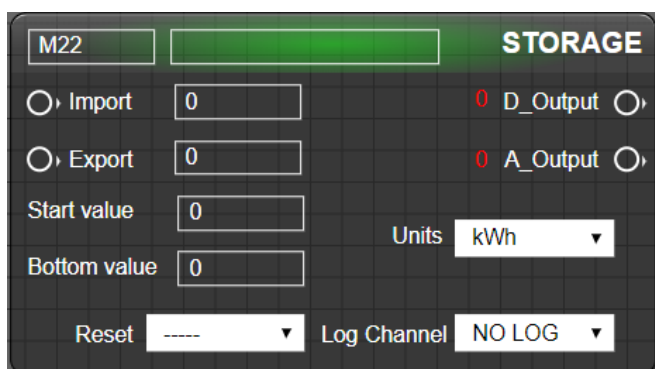 M22 STORAGE
Import 0 0 D_Output
Export 0 0 A_Output
Start value 0
Units kWh
Bottom value 0
Reset ----- Log Channel NO LOG